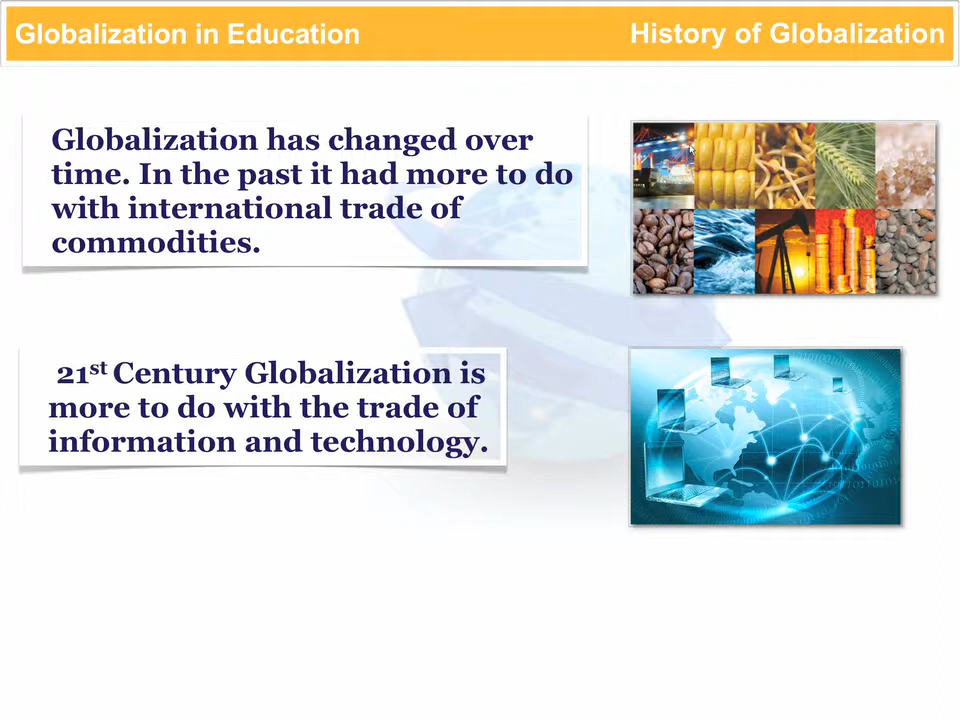 Globalization in Education
History of Globalization
Globalization has changed over
time. In the past it had more to do
with international trade of
commodities.
21st Century Globalization is
more to do with the trade of
information and technology.